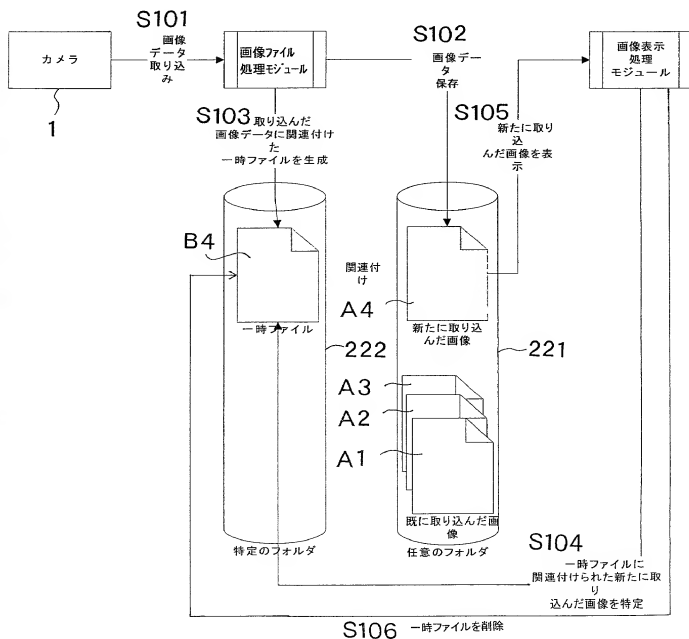 S101
画像
データ
取り込
み
カメラ
1
画像ファイル
処理モジュール
S102
画像デー
タ
保存
画像表示
処理
モジュール
S103 取り込んだ
画像データに関連付け
た
一時ファイルを生成
S105
新たに取り
込
んだ画像を表
示
B4
一時ファイル
222
関連付
け
A4
新たに取り込
んだ画像
221
A3
A2
A1
既に取り込んだ画
像
特定のフォルダ
任意のフォルダ
S104
一時ファイルに
関連付けられた新たに取
り
込んだ画像を特定
S106 一時ファイルを削除